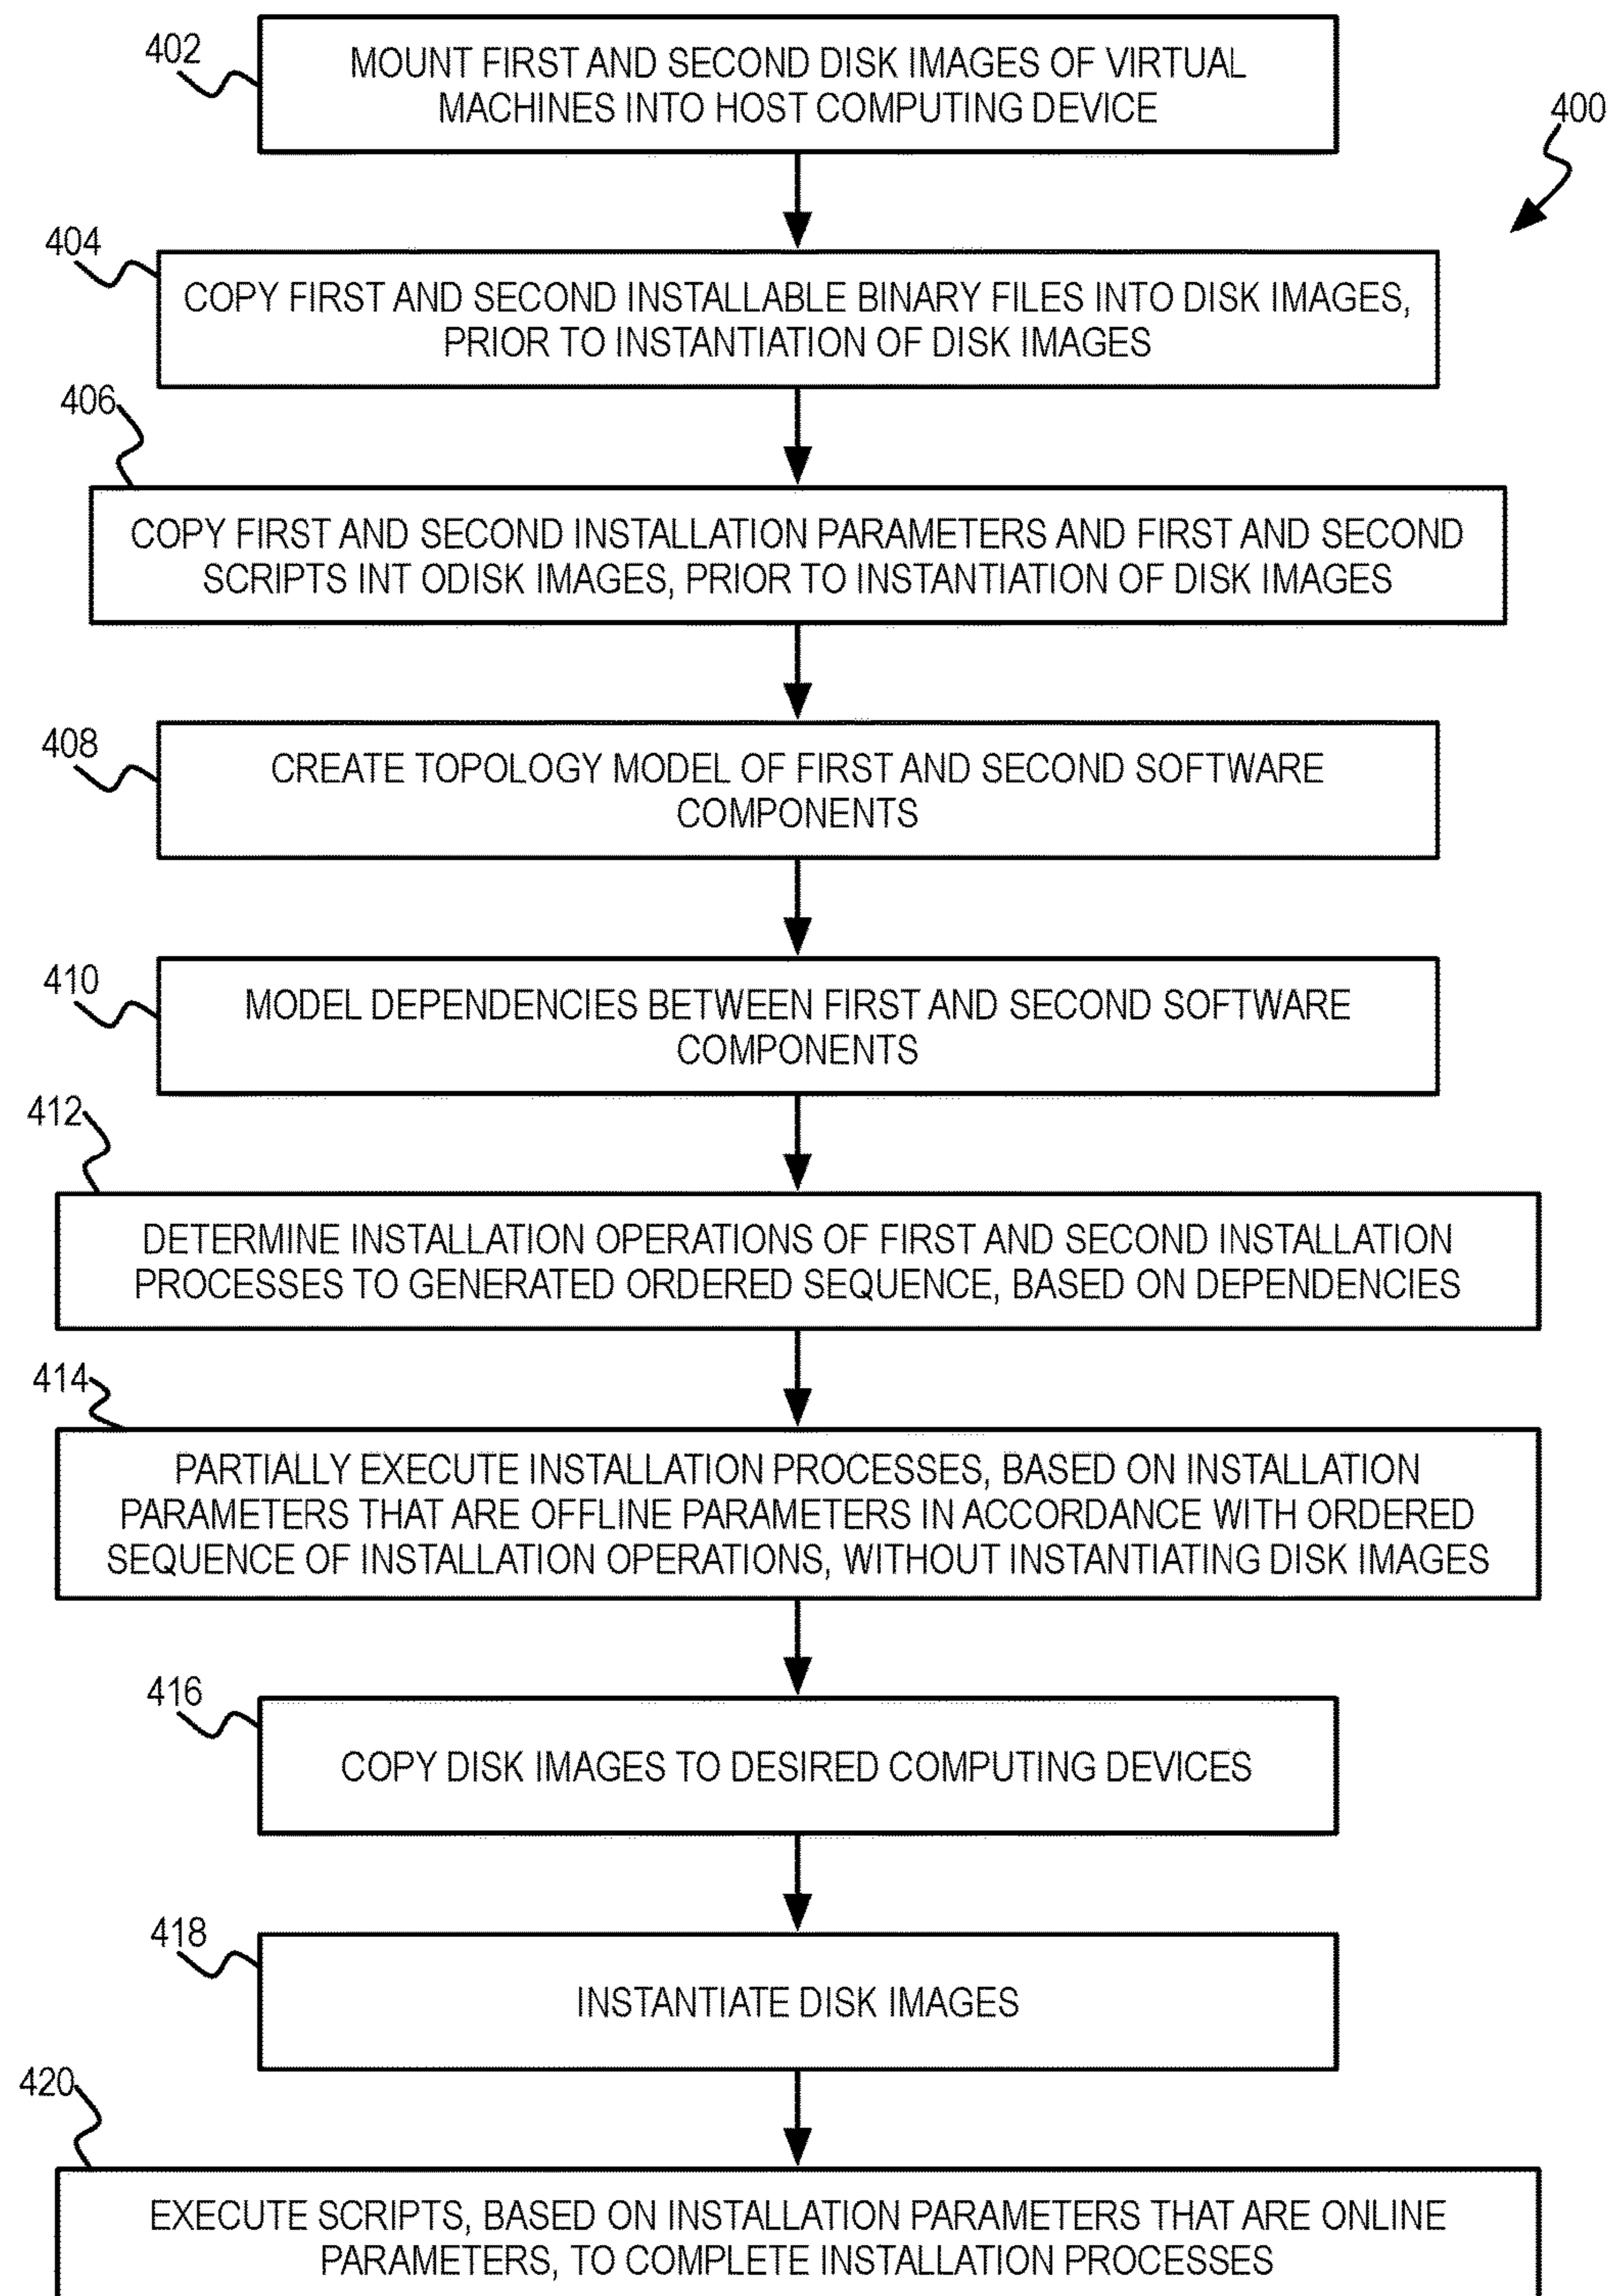 402
MOUNT FIRST AND SECOND DISK IMAGES OF VIRTUAL
MACHINES INTO HOST COMPUTING DEVICE
400
404
COPY FIRST AND SECOND INSTALLABLE BINARY FILES INTO DISK IMAGES,
PRIOR TO INSTANTIATION OF DISK IMAGES
406
COPY FIRST AND SECOND INSTALLATION PARAMETERS AND FIRST AND SECOND
SCRIPTS INT ODISK IMAGES, PRIOR TO INSTANTIATION OF DISK IMAGES
408
CREATE TOPOLOGY MODEL OF FIRST AND SECOND SOFTWARE
COMPONENTS
410
MODEL DEPENDENCIES BETWEEN FIRST AND SECOND SOFTWARE
COMPONENTS
412
DETERMINE INSTALLATION OPERATIONS OF FIRST AND SECOND INSTALLATION
PROCESSES TO GENERATED ORDERED SEQUENCE, BASED ON DEPENDENCIES
414
PARTIALLY EXECUTE INSTALLATION PROCESSES, BASED ON INSTALLATION
PARAMETERS THAT ARE OFFLINE PARAMETERS IN ACCORDANCE WITH ORDERED
SEQUENCE OF INSTALLATION OPERATIONS, WITHOUT INSTANTIATING DISK IMAGES
416
COPY DISK IMAGES TO DESIRED COMPUTING DEVICES
418
INSTANTIATE DISK IMAGES
420
EXECUTE SCRIPTS, BASED ON INSTALLATION PARAMETERS THAT ARE ONLINE
PARAMETERS, TO COMPLETE INSTALLATION PROCESSES